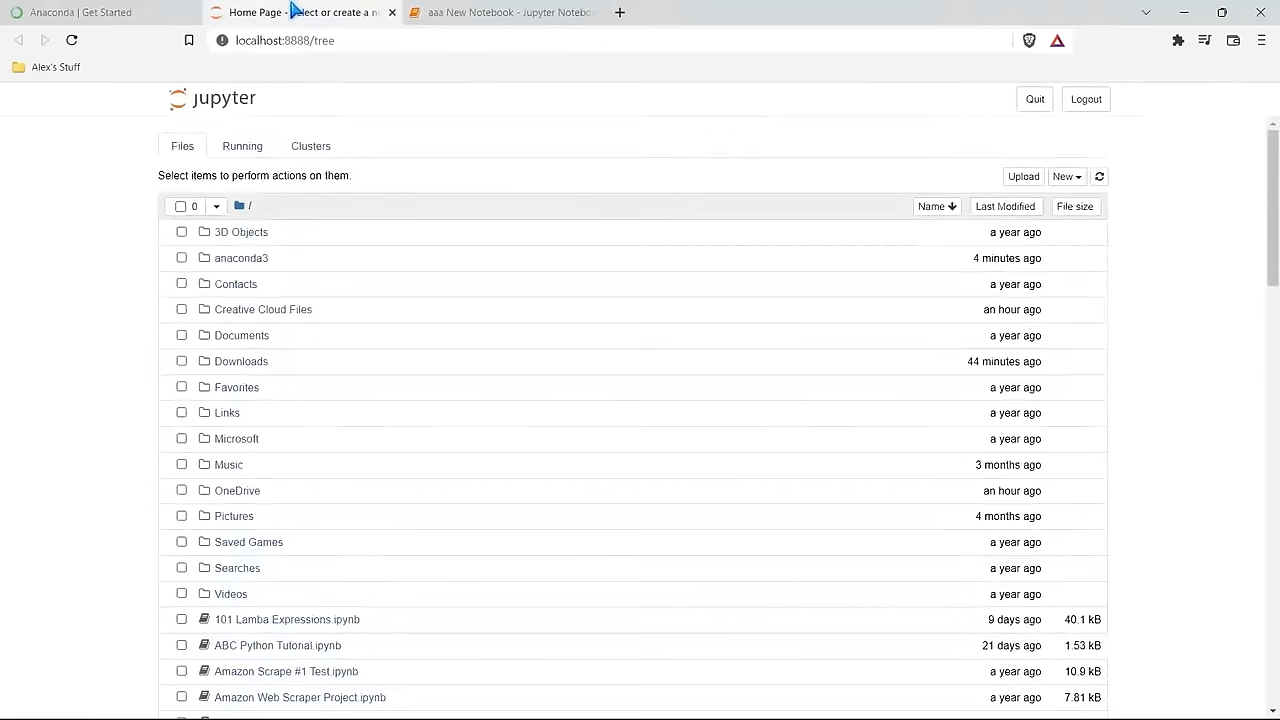 Anaconda | Get Started
Home Page - lect or create a n
aaa New Notebook - Jupyter Notebo
localhost:8888/tree
Alex's Stuff
jupyter
Quit
Logout
Files
Running
Clusters
Select items to perform actions on them.
Upload
New
0
/
Name
Last Modified
File size
3D Objects a year ago
anaconda3 4 minutes ago
Contacts a year ago
Creative Cloud Files an hour ago
Documents a year ago
Downloads 44 minutes ago
Favorites a year ago
Links a year ago
Microsoft a year ago
Music 3 months ago
OneDrive an hour ago
Pictures 4 months ago
Saved Games a year ago
Searches a year ago
Videos a year ago
101 Lamba Expressions.ipynb 9 days ago 40.1 kB
ABC Python Tutorial.ipynb 21 days ago 1.53 kB
Amazon Scrape #1 Test.ipynb a year ago 10.9 kB
Amazon Web Scraper Project.ipynb a year ago 7.81 kB